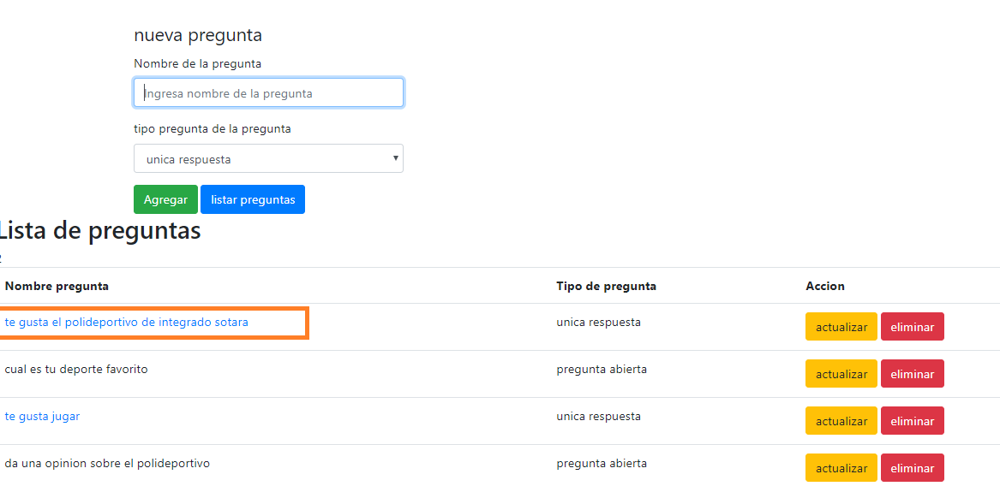 nueva pregunta
Nombre de la pregunta
Ingresa nombre de la pregunta
tipo pregunta de la pregunta
unica respuesta
Agregar listar preguntas
Lista de preguntas
Nombre pregunta Tipo de pregunta Accion
te gusta el polideportivo de integrado sotara unica respuesta actualizar eliminar
cual es tu deporte favorito pregunta abierta actualizar eliminar
te gusta jugar unica respuesta actualizar eliminar
da una opinion sobre el polideportivo pregunta abierta actualizar eliminar